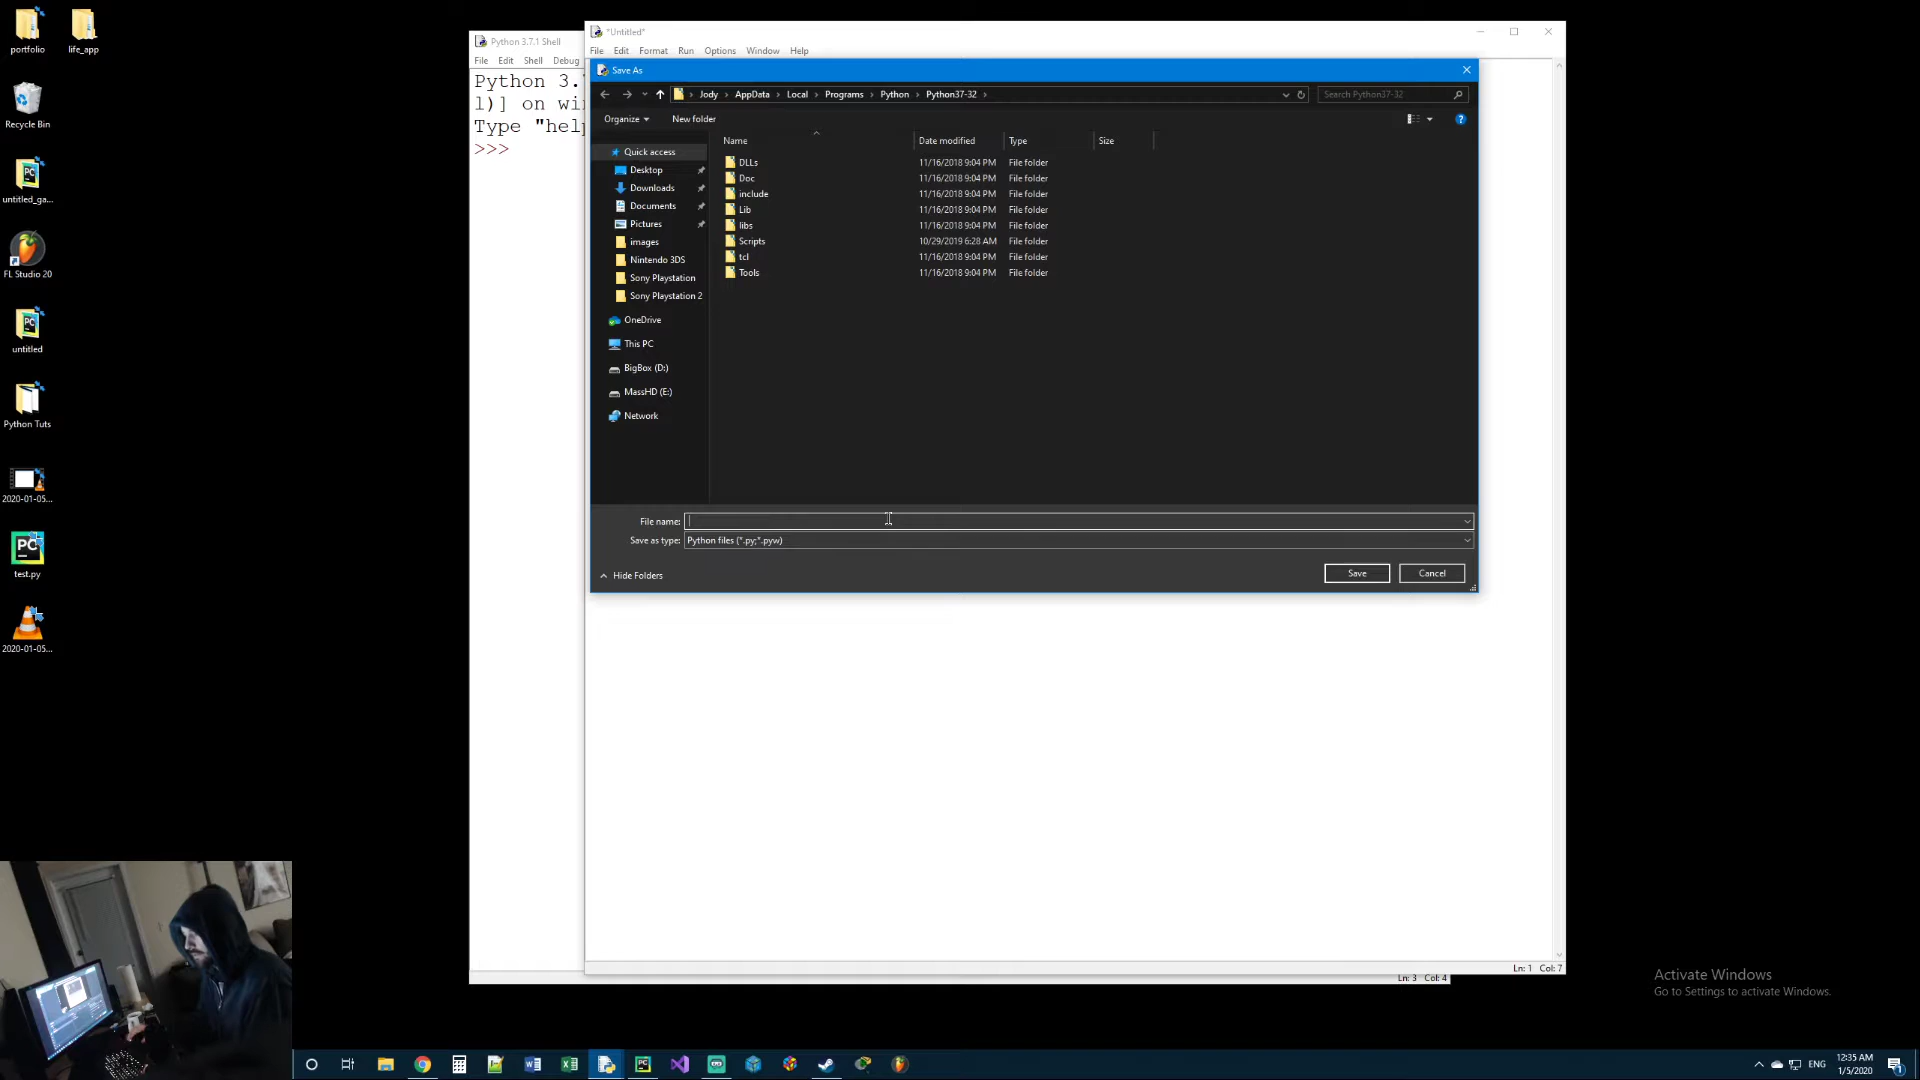 portfolio
life_app
Recycle Bin
untitled_ga...
FL Studio 20
untitled
Python Tuts
2020-01-05...
test.py
2020-01-05...
Python 3.7.1 Shell
File Edit Shell Debug
Python 3.
l)] on wi
Type "help
>>>
*Untitled*
File Edit Format Run Options Window Help
Save As
Jody > AppData > Local > Programs > Python > Python37-32 >
Search Python37-32
Organize
New folder
Quick access
Desktop
Downloads
Documents
Pictures
images
Nintendo 3DS
Sony Playstation
Sony Playstation 2
OneDrive
This PC
BigBox (D:)
MassHD (E:)
Network
Name Date modified Type Size
DLLs 11/16/2018 9:04 PM File folder
Doc 11/16/2018 9:04 PM File folder
include 11/16/2018 9:04 PM File folder
Lib 11/16/2018 9:04 PM File folder
libs 11/16/2018 9:04 PM File folder
Scripts 10/29/2019 6:28 AM File folder
tcl 11/16/2018 9:04 PM File folder
Tools 11/16/2018 9:04 PM File folder
File name:
Save as type: Python files (*.py;*.pyw)
Hide Folders
Save
Cancel
Ln: 1 Col: 7
Ln: 3 Col: 4
Activate Windows
Go to Settings to activate Windows.
ENG
12:35 AM
1/5/2020